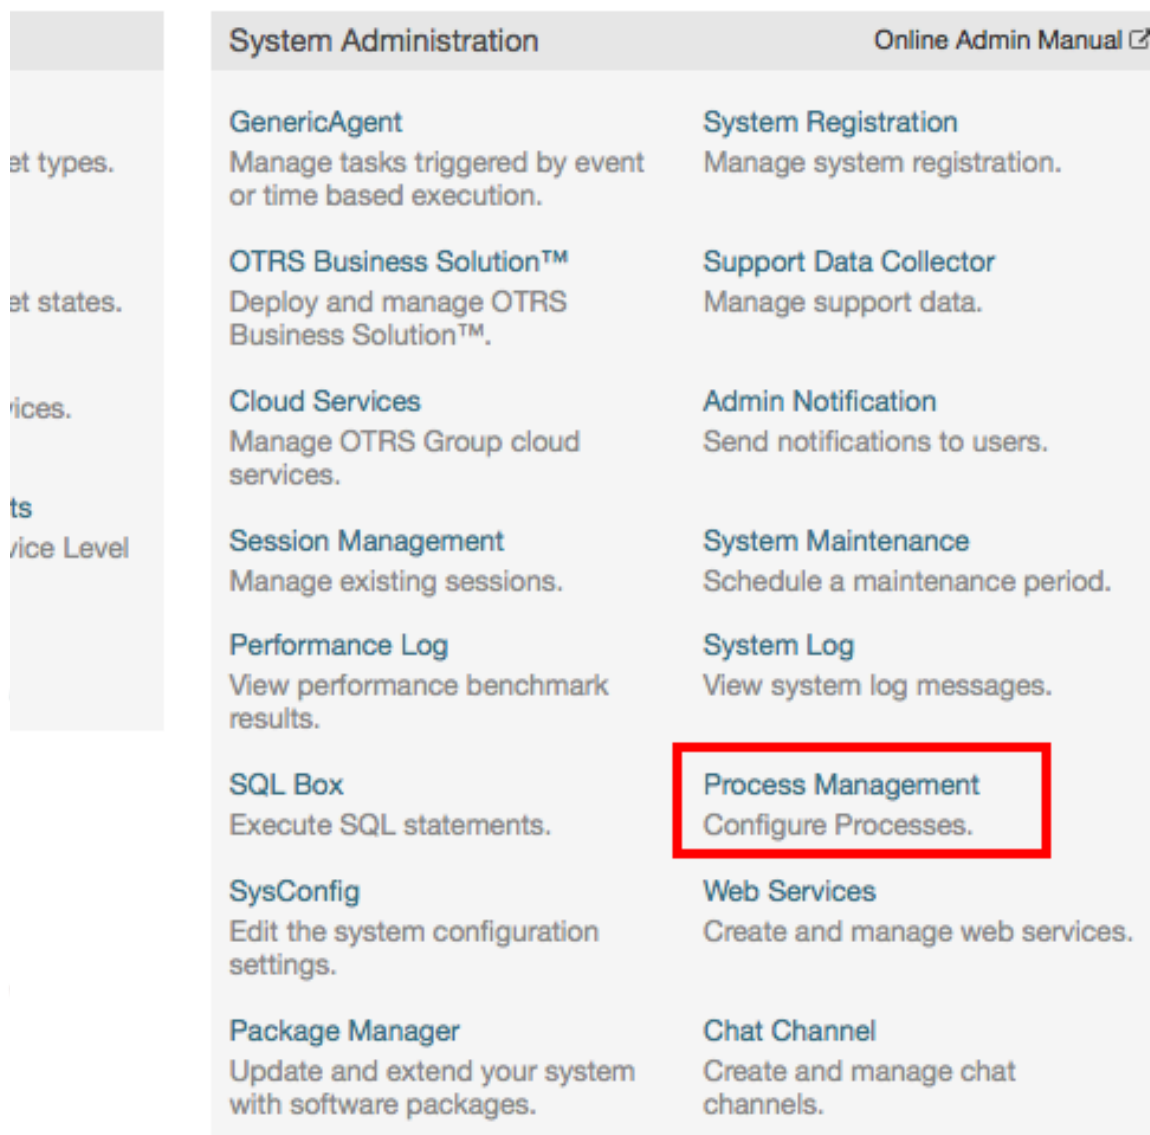 System Administration
Online Admin Manual
et types.
et states.
ices.
ts
vice Level
GenericAgent
Manage tasks triggered by event
or time based execution.
System Registration
Manage system registration.
OTRS Business Solution™
Deploy and manage OTRS
Business Solution™.
Support Data Collector
Manage support data.
Cloud Services
Manage OTRS Group cloud
services.
Admin Notification
Send notifications to users.
Session Management
Manage existing sessions.
System Maintenance
Schedule a maintenance period.
Performance Log
View performance benchmark
results.
System Log
View system log messages.
SQL Box
Execute SQL statements.
Process Management
Configure Processes.
SysConfig
Edit the system configuration
settings.
Web Services
Create and manage web services.
Package Manager
Update and extend your system
with software packages.
Chat Channel
Create and manage chat
channels.